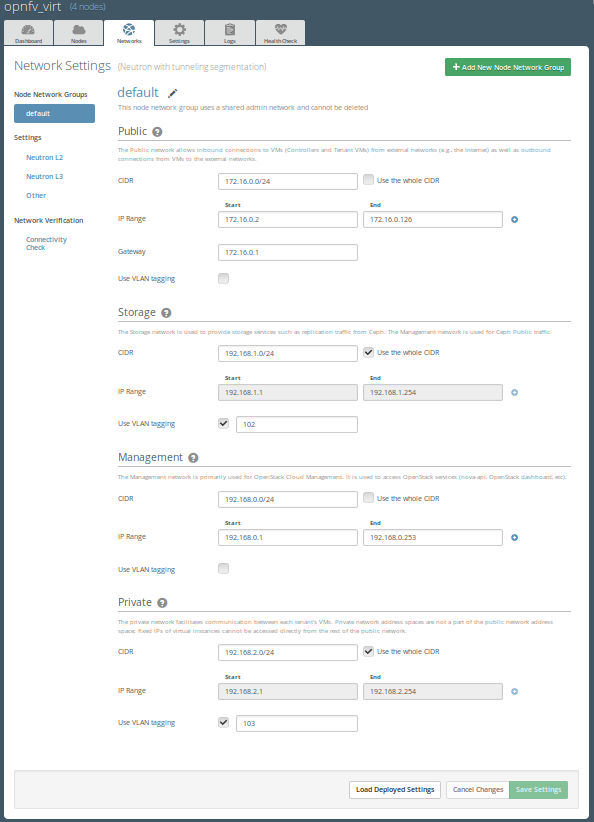 opnfv_virt (4 nodes)
Dashboard Nodes Networks Settings Logs Health Check
Network Settings (Neutron with tunneling segmentation)
+ Add New Node Network Group
Node Network Groups
default
Settings
Neutron L2
Neutron L3
Other
Network Verification
Connectivity
Check
default
This node network group uses a shared admin network and cannot be deleted
Public ?
The Public network allows inbound connections to VMs (Controllers and Tenant VMs) from external networks (e.g., the Internet) as well as outbound
connections from VMs to the external networks.
CIDR 172.16.0.0/24 Use the whole CIDR
Start End
IP Range 172.16.0.2 172.16.0.126
Gateway 172.16.0.1
Use VLAN tagging
Storage ?
The Storage network is used to provide storage services such as replication traffic from Ceph. The Management network is used for Ceph Public traffic.
CIDR 192.168.1.0/24 Use the whole CIDR
Start End
IP Range 192.168.1.1 192.168.1.254
Use VLAN tagging 102
Management ?
The Management network is primarily used for OpenStack Cloud Management. It is used to access OpenStack services (nova-api, OpenStack dashboard, etc).
CIDR 192.168.0.0/24 Use the whole CIDR
Start End
IP Range 192.168.0.1 192.168.0.253
Use VLAN tagging
Private ?
The private network facilitates communication between each tenant's VMs. Private network address spaces are not a part of the public network address
space; fixed IPs of virtual instances cannot be accessed directly from the rest of the public network.
CIDR 192.168.2.0/24 Use the whole CIDR
Start End
IP Range 192.168.2.1 192.168.2.254
Use VLAN tagging 103
Load Deployed Settings Cancel Changes Save Settings